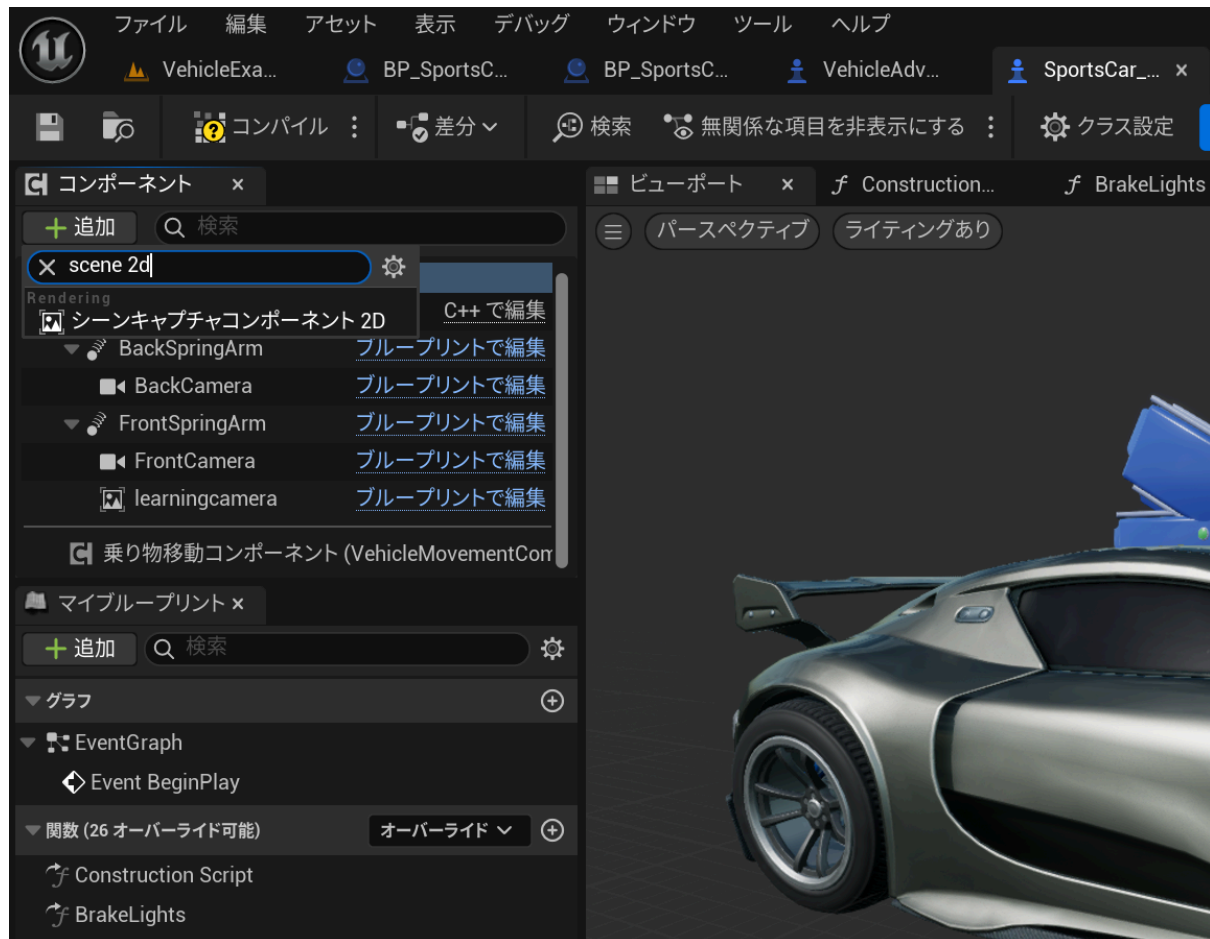 ファイル 編集 アセット 表示 デバッグ ウィンドウ ツール ヘルプ
VehicleExa... BP_SportsC... BP_SportsC... VehicleAdv... SportsCar_...
コンパイル 差分 検索 無関係な項目を非表示にする クラス設定
コンポーネント
追加 検索
scene 2d
Rendering
シーンキャプチャコンポーネント 2D
C++ で編集
BackSpringArm ブループリントで編集
BackCamera ブループリントで編集
FrontSpringArm ブループリントで編集
FrontCamera ブループリントで編集
learningcamera ブループリントで編集
乗り物移動コンポーネント (VehicleMovementCom
マイブループリント
追加 検索
グラフ
EventGraph
Event BeginPlay
関数 (26 オーバーライド可能) オーバーライド
Construction Script
BrakeLights
ビューポート Construction... BrakeLights
パースペクティブ ライティングあり